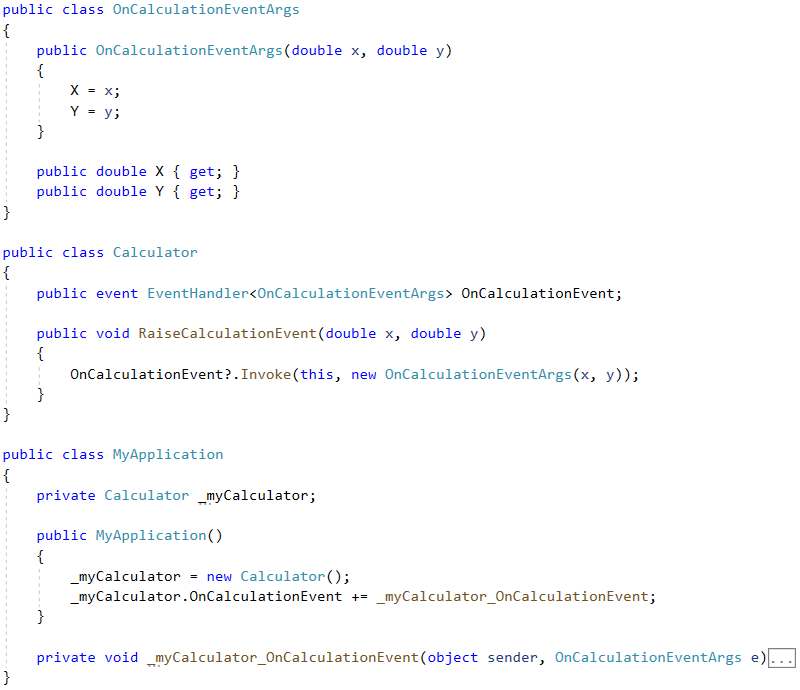 public class OnCalculationEventArgs
{
    public OnCalculationEventArgs(double x, double y)
    {
        X = x;
        Y = y;
    }

    public double X { get; }
    public double Y { get; }
}

public class Calculator
{
    public event EventHandler<OnCalculationEventArgs> OnCalculationEvent;

    public void RaiseCalculationEvent(double x, double y)
    {
        OnCalculationEvent?.Invoke(this, new OnCalculationEventArgs(x, y));
    }
}

public class MyApplication
{
    private Calculator _myCalculator;

    public MyApplication()
    {
        _myCalculator = new Calculator();
        _myCalculator.OnCalculationEvent += _myCalculator_OnCalculationEvent;
    }

    private void _myCalculator_OnCalculationEvent(object sender, OnCalculationEventArgs e)...
}